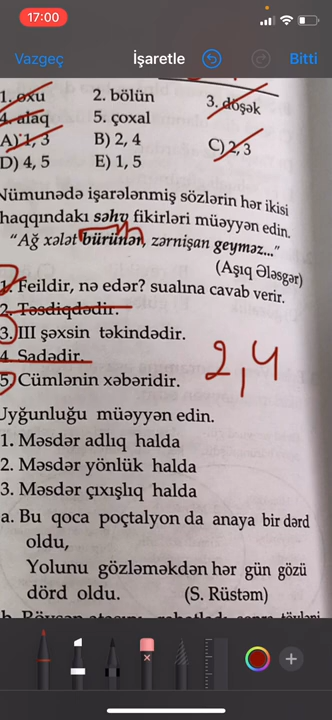 17:00
Vazgeç İşaretle Bitti
1. oxu 2. bölün 3. döşək
4. alaq 5. çoxal
A) 1, 3 B) 2, 4 C) 2, 3
D) 4, 5 E) 1, 5
Nümunədə işarələnmiş sözlərin hər ikisi
haqqındakı səhv fikirləri müəyyən edin.
“Ağ xələt bürünən, zərnişan geyməz...”
(Aşıq Ələsgər)
1. Feildir, nə edər? sualına cavab verir.
2. Təsdiqdədir.
3. III şəxsin təkindədir.
4. Sadədir.
5. Cümlənin xəbəridir.
2,4
Uyğunluğu müəyyən edin.
1. Məsdər adlıq halda
2. Məsdər yönlük halda
3. Məsdər çıxışlıq halda
a. Bu qoca poçtalyon da anaya bir dərd
oldu,
Yolunu gözləməkdən hər gün gözü
dörd oldu. (S. Rüstəm)